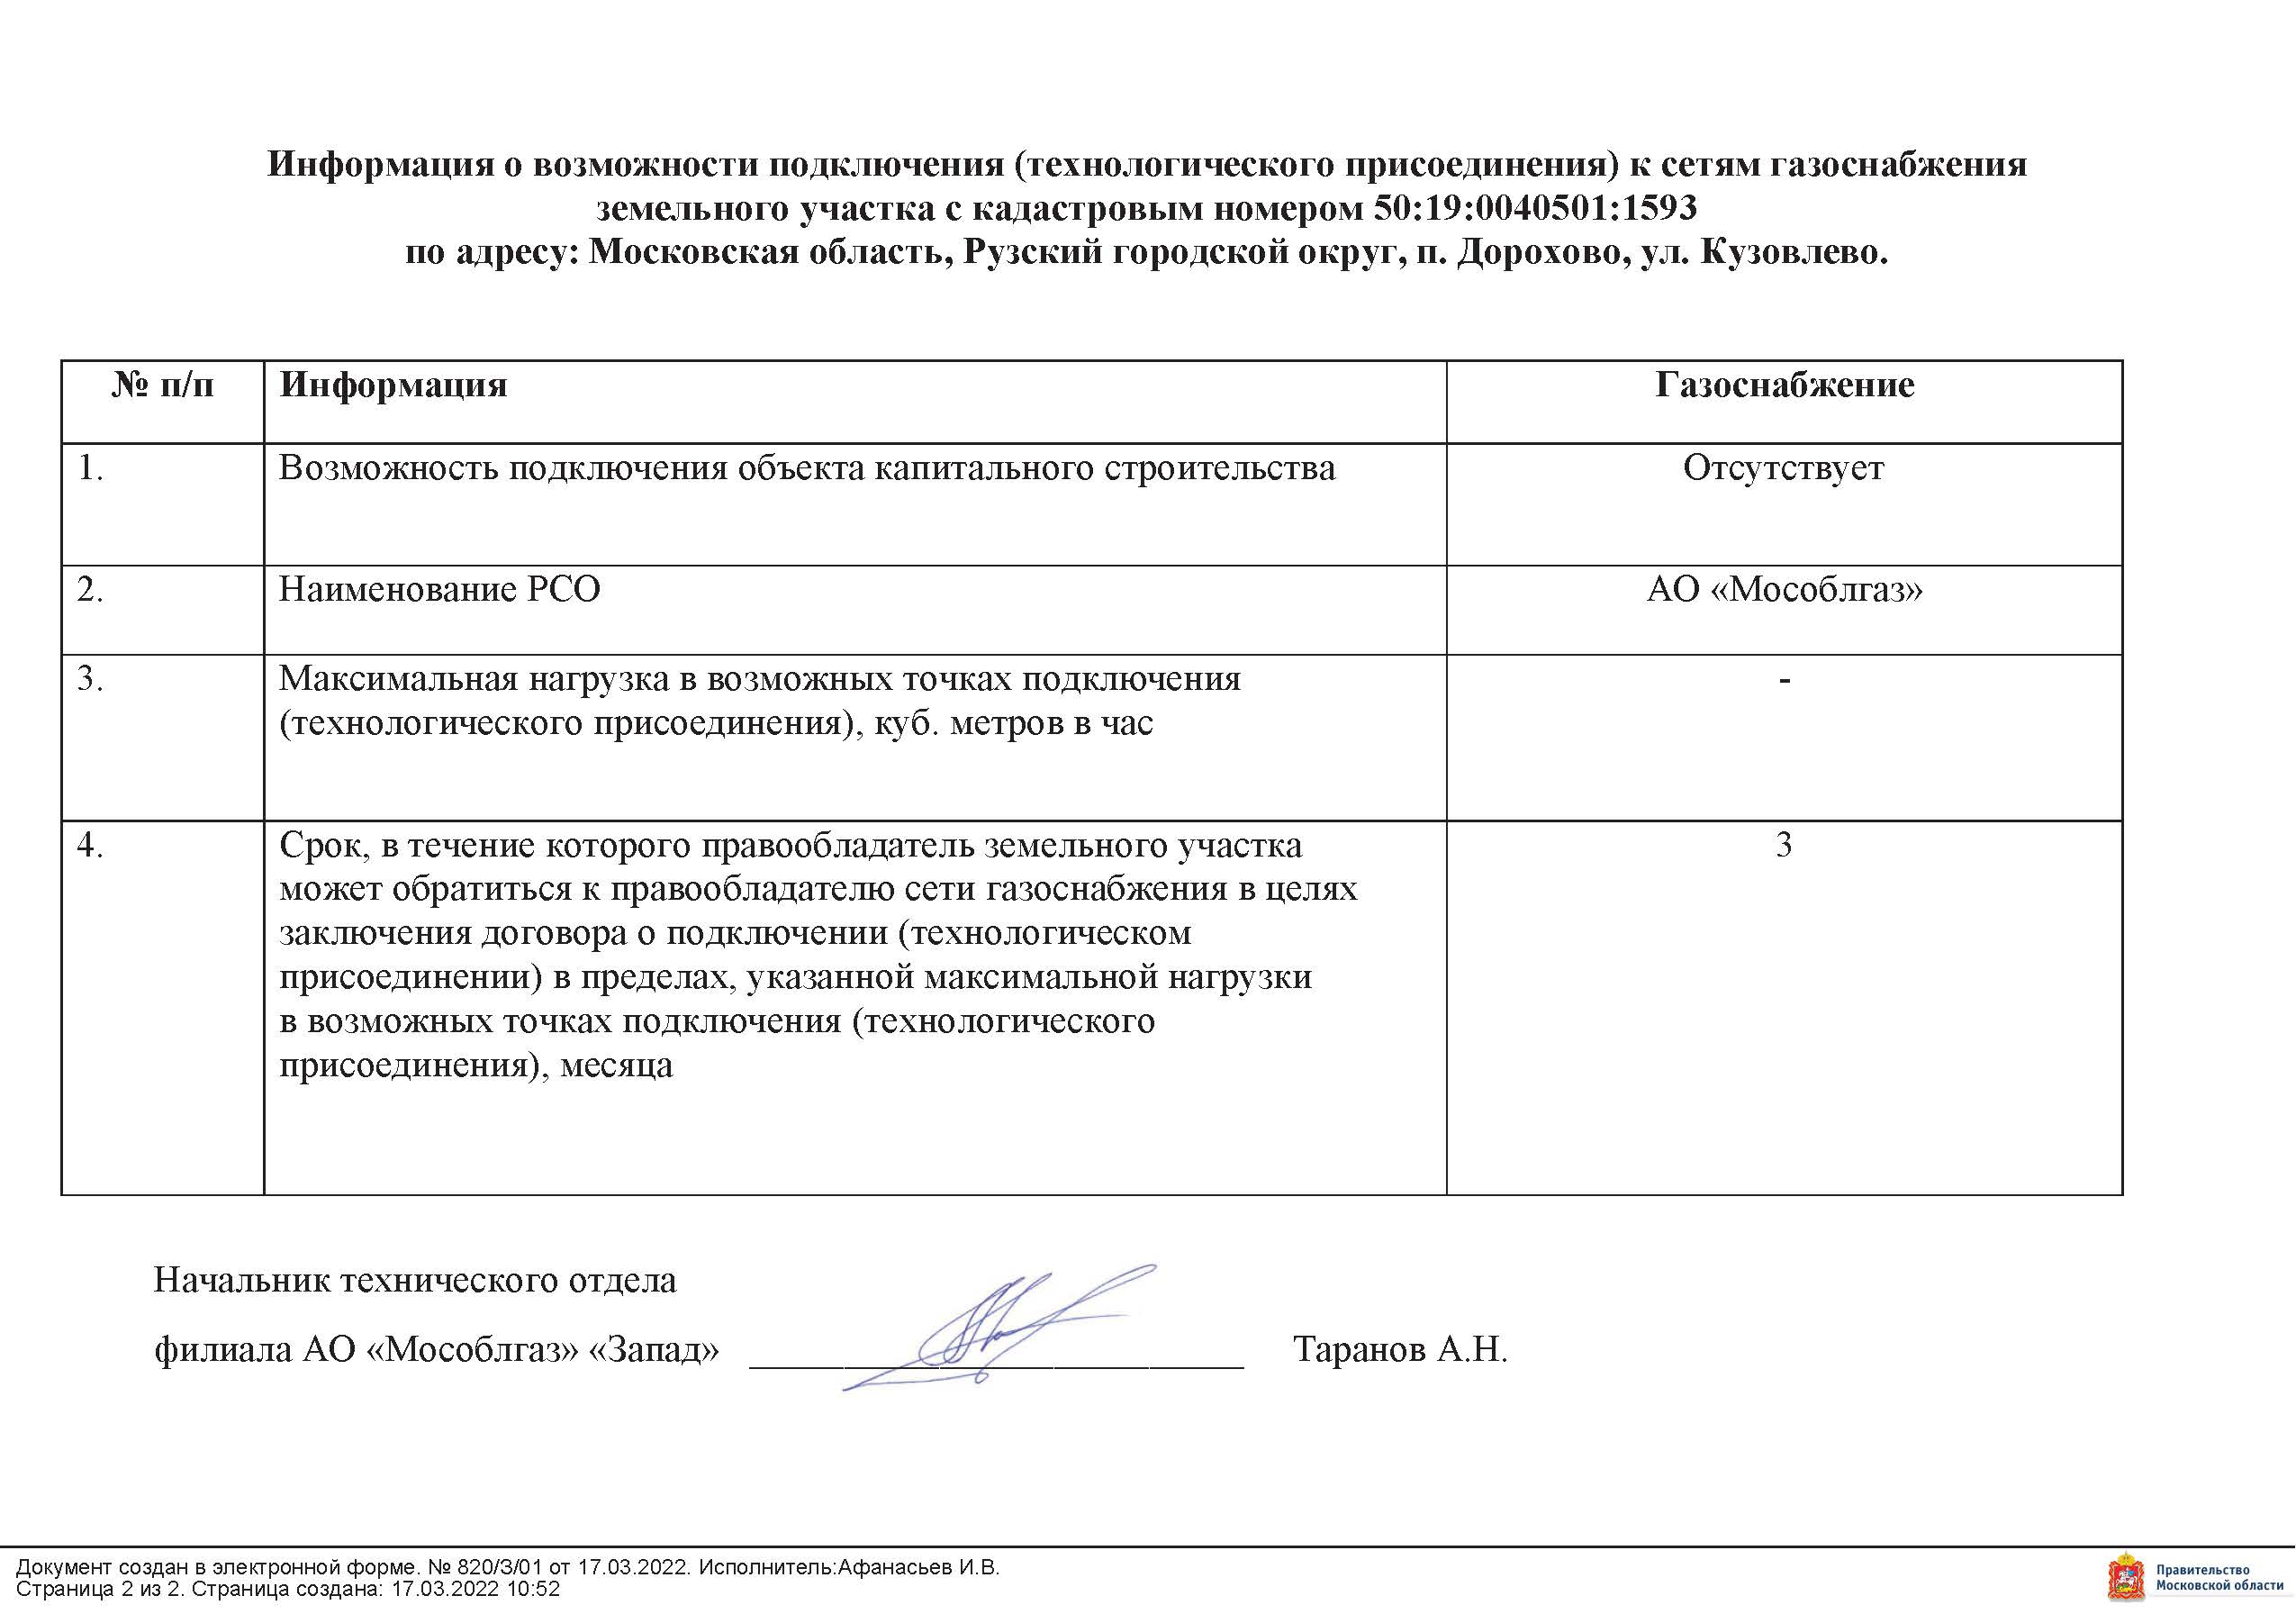 Информация о возможности подключения (технологического присоединения) к сетям газоснабжения
земельного участка с кадастровым номером 50:19:0040501:1593
по адресу: Московская область, Рузский городской округ, п. Дорохово, ул. Кузовлево.
№ п/п Информация Газоснабжение
1. Возможность подключения объекта капитального строительства Отсутствует
2. Наименование РСО АО «Мособлгаз»
3. Максимальная нагрузка в возможных точках подключения -
(технологического присоединения), куб. метров в час
4. Срок, в течение которого правообладатель земельного участка 3
может обратиться к правообладателю сети газоснабжения в целях
заключения договора о подключении (технологическом
присоединении) в пределах, указанной максимальной нагрузки
в возможных точках подключения (технологического
присоединения), месяца
Начальник технического отдела
филиала АО «Мособлгаз» «Запад» Таранов А.Н.
Документ создан в электронной форме. № 820/З/01 от 17.03.2022. Исполнитель:Афанасьев И.В.
Страница 2 из 2. Страница создана: 17.03.2022 10:52
Правительство
Московской области